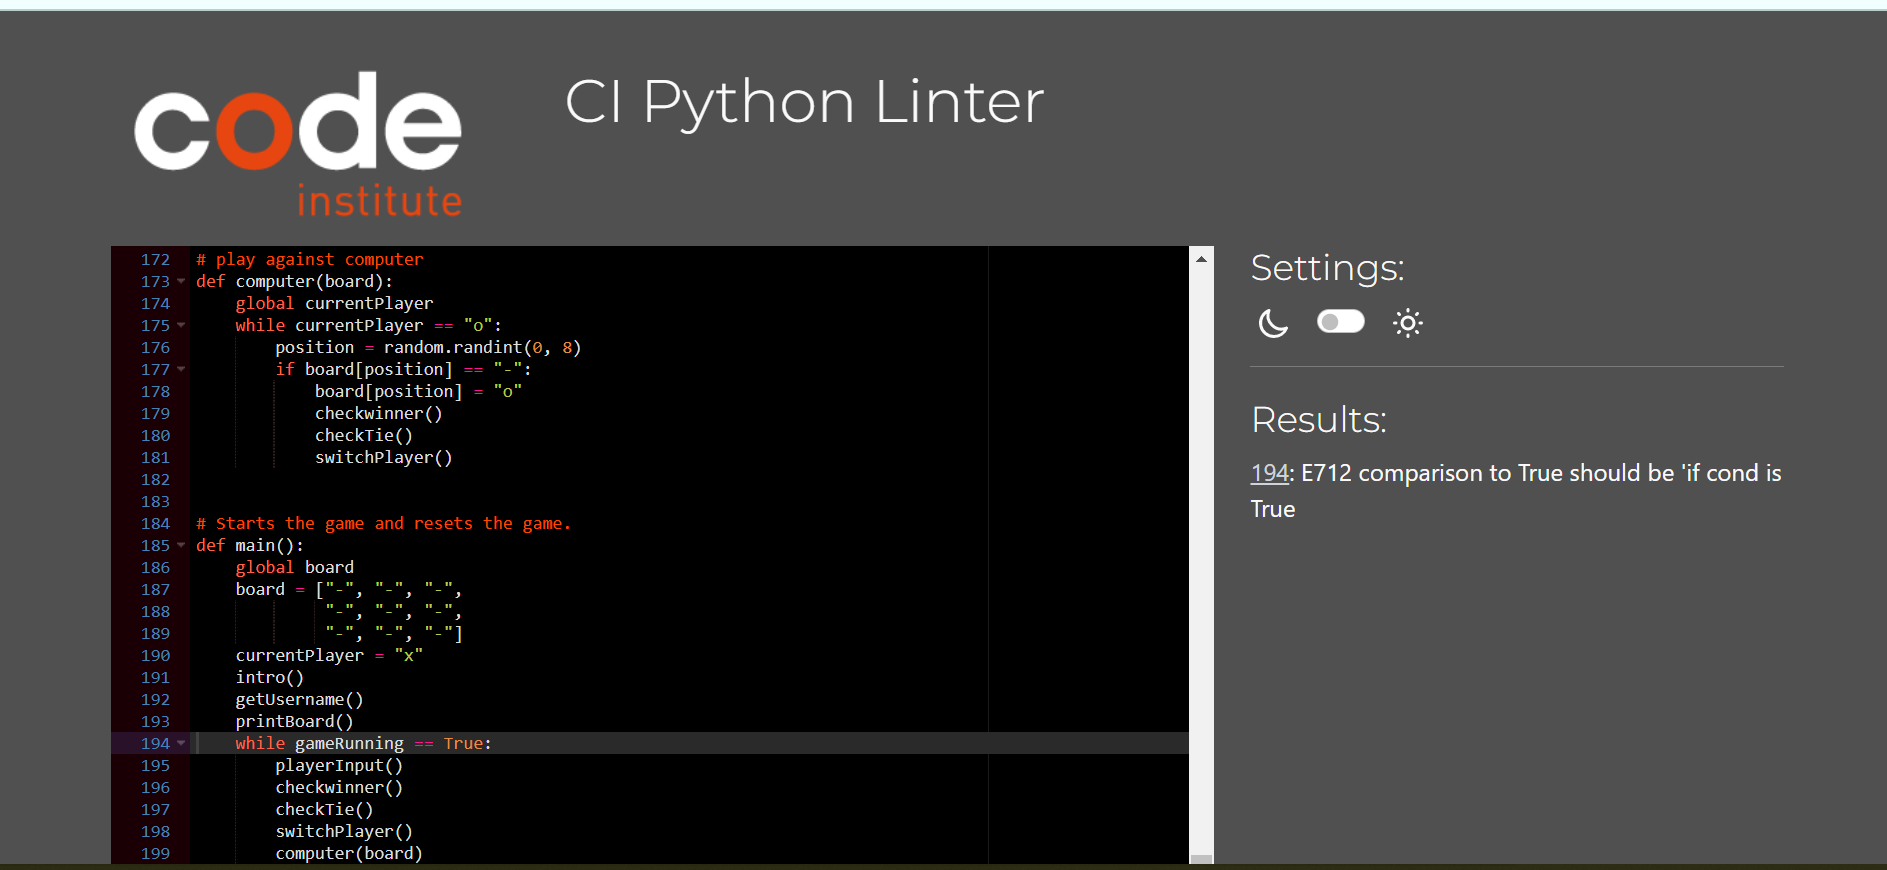 code
institute
CI Python Linter
172 # play against computer
173 def computer(board):
174     global currentPlayer
175     while currentPlayer == "o":
176         position = random.randint(0, 8)
177         if board[position] == "-":
178             board[position] = "o"
179             checkwinner()
180             checkTie()
181             switchPlayer()
182
183
184 # Starts the game and resets the game.
185 def main():
186     global board
187     board = ["-", "-", "-",
188              "-", "-", "-",
189              "-", "-", "-"]
190     currentPlayer = "x"
191     intro()
192     getUsername()
193     printBoard()
194     while gameRunning == True:
195         playerInput()
196         checkwinner()
197         checkTie()
198         switchPlayer()
199         computer(board)
Settings:
Results:
194: E712 comparison to True should be 'if cond is
True